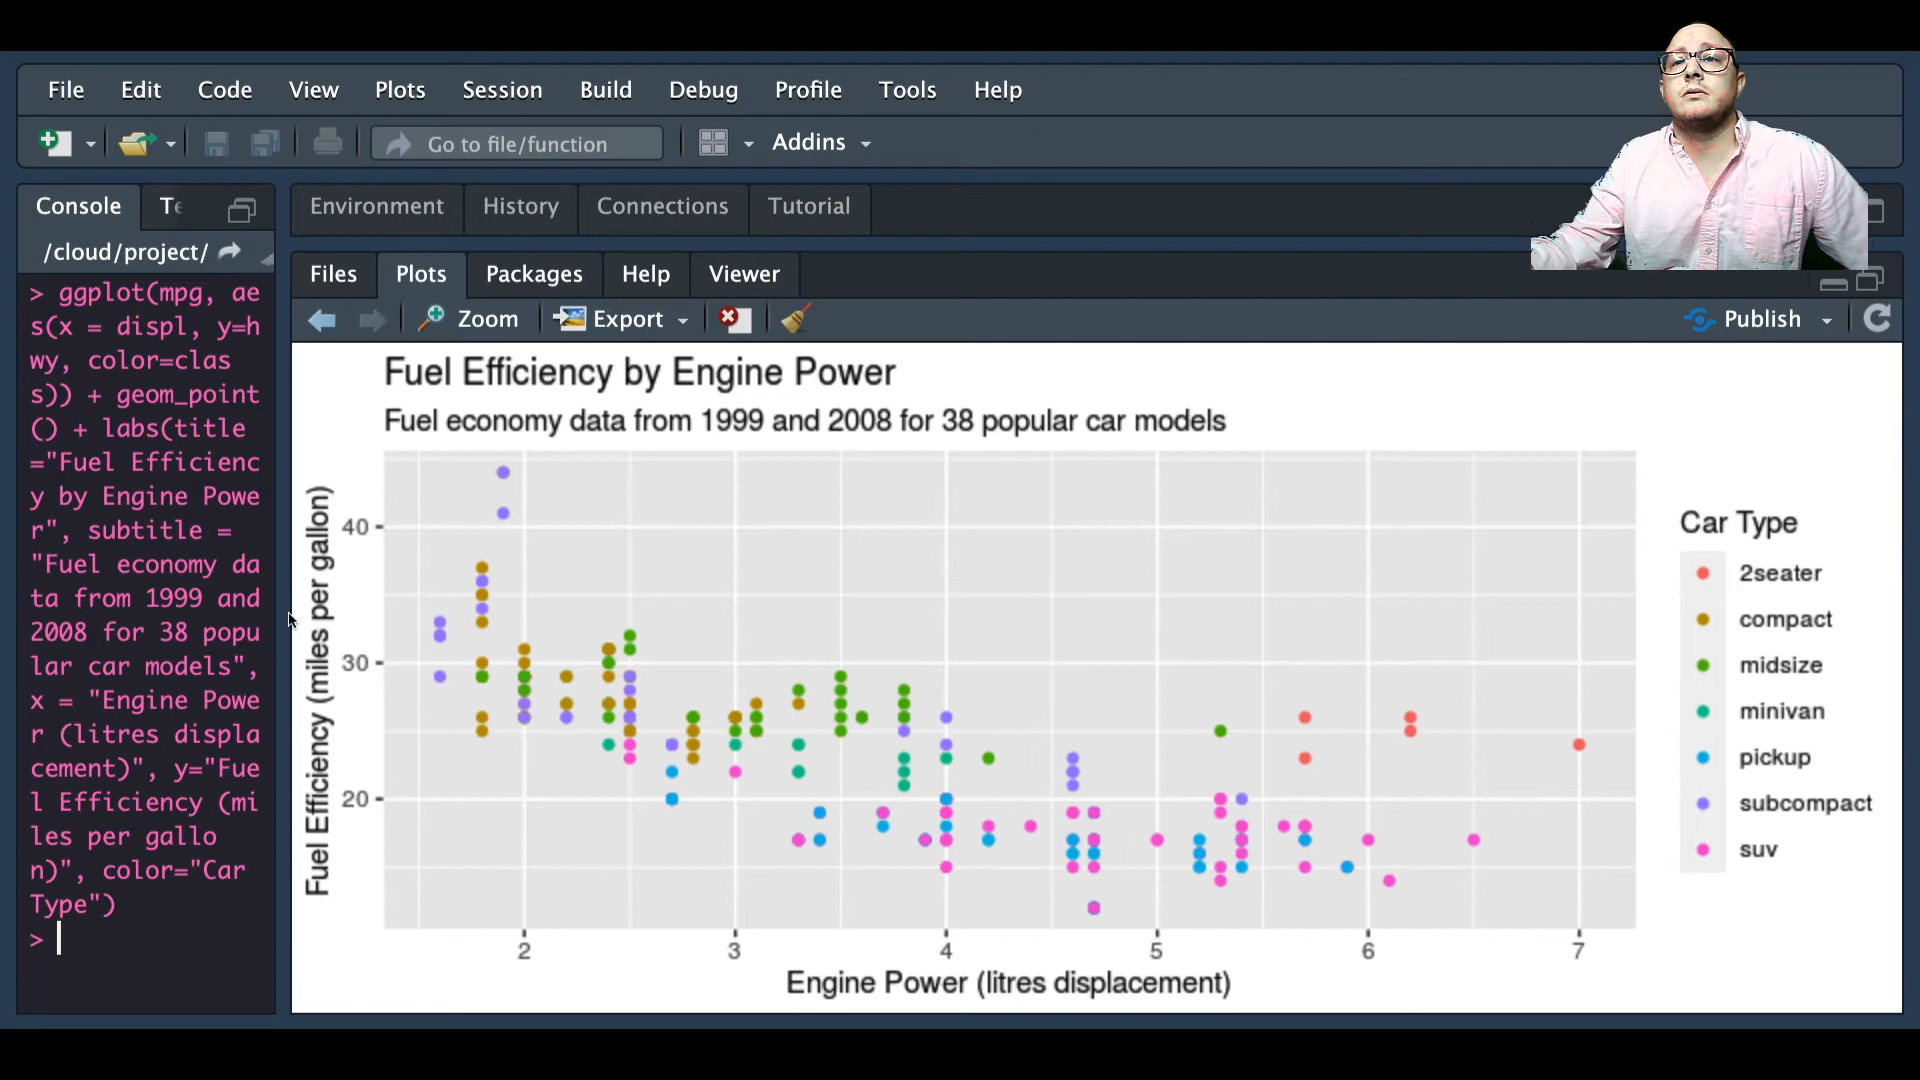 File Edit Code View Plots Session Build Debug Profile Tools Help
Go to file/function Addins
Console Te
/cloud/project/
> ggplot(mpg, ae
s(x = displ, y=h
wy, color=clas
s)) + geom_point
() + labs(title
="Fuel Efficienc
y by Engine Powe
r", subtitle =
"Fuel economy da
ta from 1999 and
2008 for 38 popu
lar car models",
x = "Engine Powe
r (litres displa
cement)", y="Fue
l Efficiency (mi
les per gallo
n)", color="Car
Type")
>
Environment History Connections Tutorial
Files Plots Packages Help Viewer
Zoom Export Publish
Fuel Efficiency by Engine Power
Fuel economy data from 1999 and 2008 for 38 popular car models
Fuel Efficiency (miles per gallon)
40
30
20
2 3 4 5 6 7
Engine Power (litres displacement)
Car Type
2seater
compact
midsize
minivan
pickup
subcompact
suv